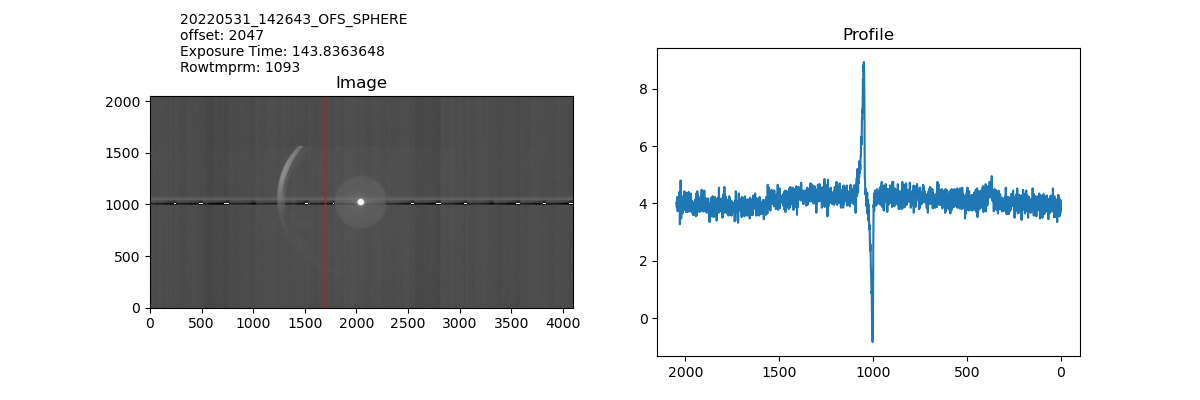 20220531_142643_OFS_SPHERE
offset: 2047
Exposure Time: 143.8363648
Rowtmprm: 1093
Image
2000
1500
1000
500
0
0 500 1000 1500 2000 2500 3000 3500 4000
Profile
8
6
4
2
0
2000 1500 1000 500 0